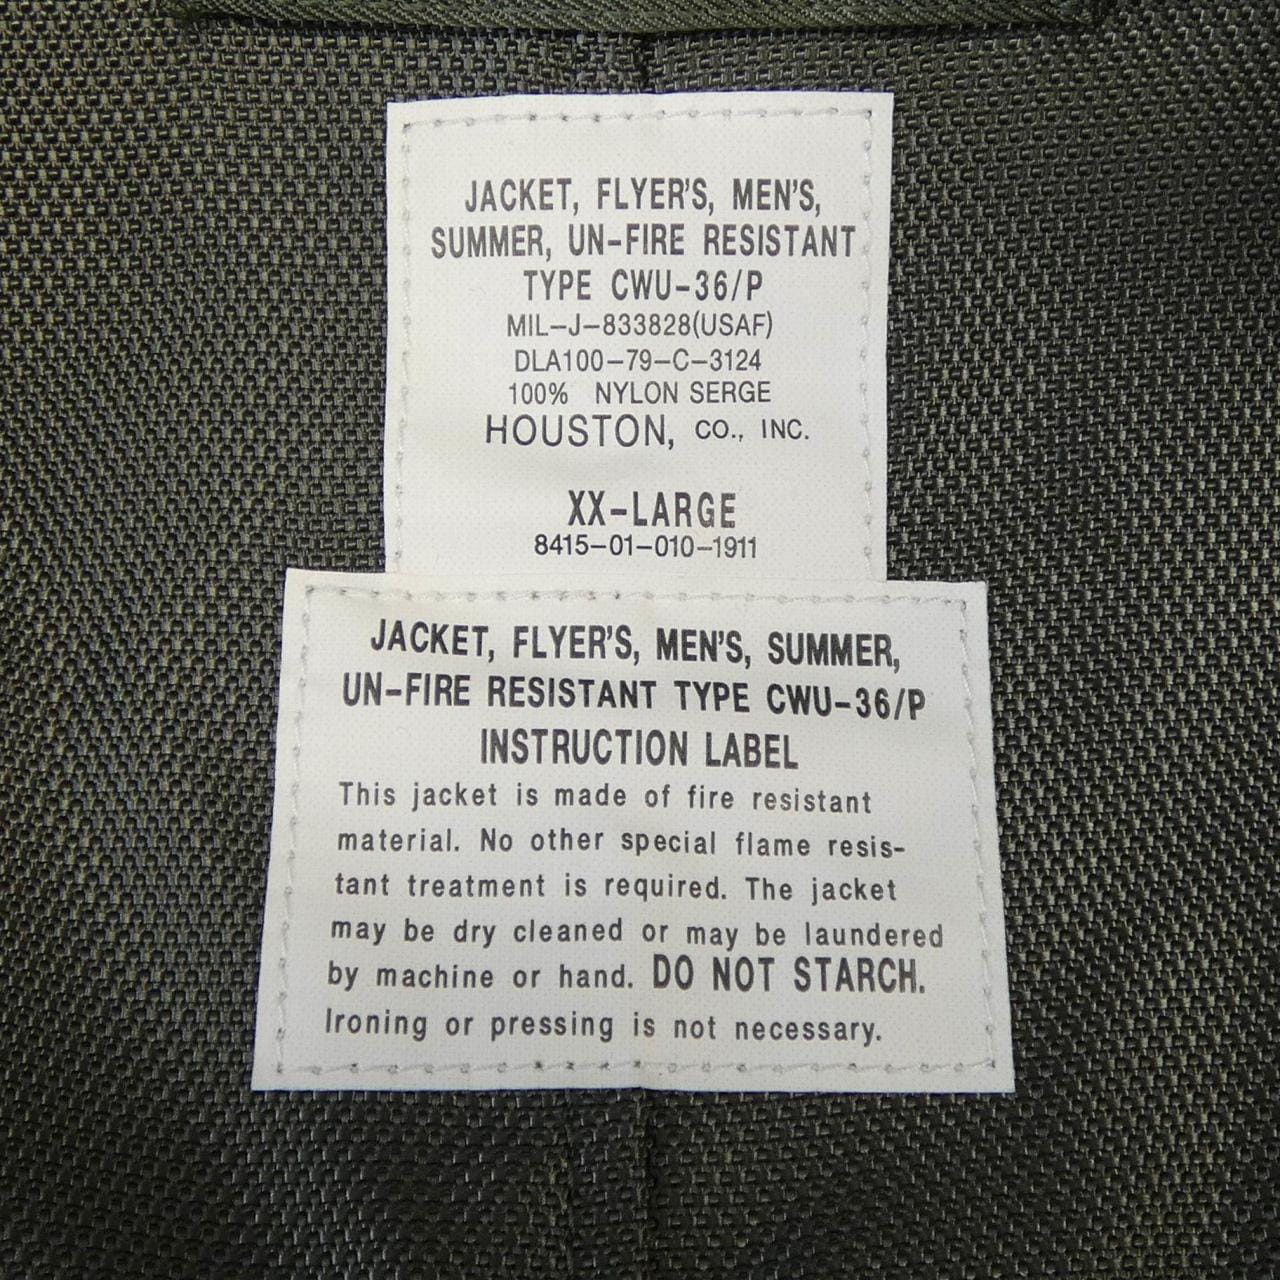 JACKET, FLYER'S, MEN'S,
SUMMER, UN-FIRE RESISTANT
TYPE CWU-36/P
MIL-J-833828(USAF)
DLA100-79-C-3124
100% NYLON SERGE
HOUSTON, CO., INC.
XX-LARGE
8415-01-010-1911
JACKET, FLYER'S, MEN'S, SUMMER,
UN-FIRE RESISTANT TYPE CWU-36/P
INSTRUCTION LABEL
This jacket is made of fire resistant
material. No other special flame resis-
tant treatment is required. The jacket
may be dry cleaned or may be laundered
by machine or hand. DO NOT STARCH.
Ironing or pressing is not necessary.